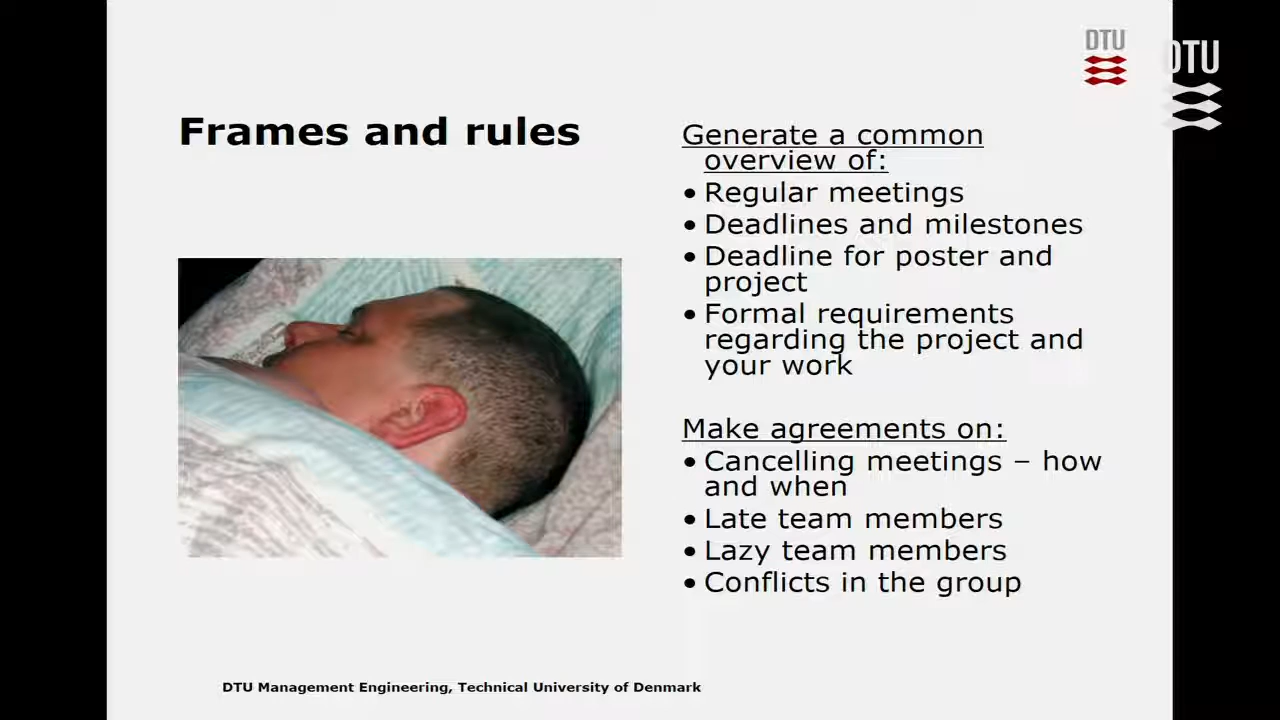 DTU
DTU
Frames and rules
Generate a common
overview of:
• Regular meetings
• Deadlines and milestones
• Deadline for poster and
project
• Formal requirements
regarding the project and
your work
Make agreements on:
• Cancelling meetings – how
and when
• Late team members
• Lazy team members
• Conflicts in the group
DTU Management Engineering, Technical University of Denmark